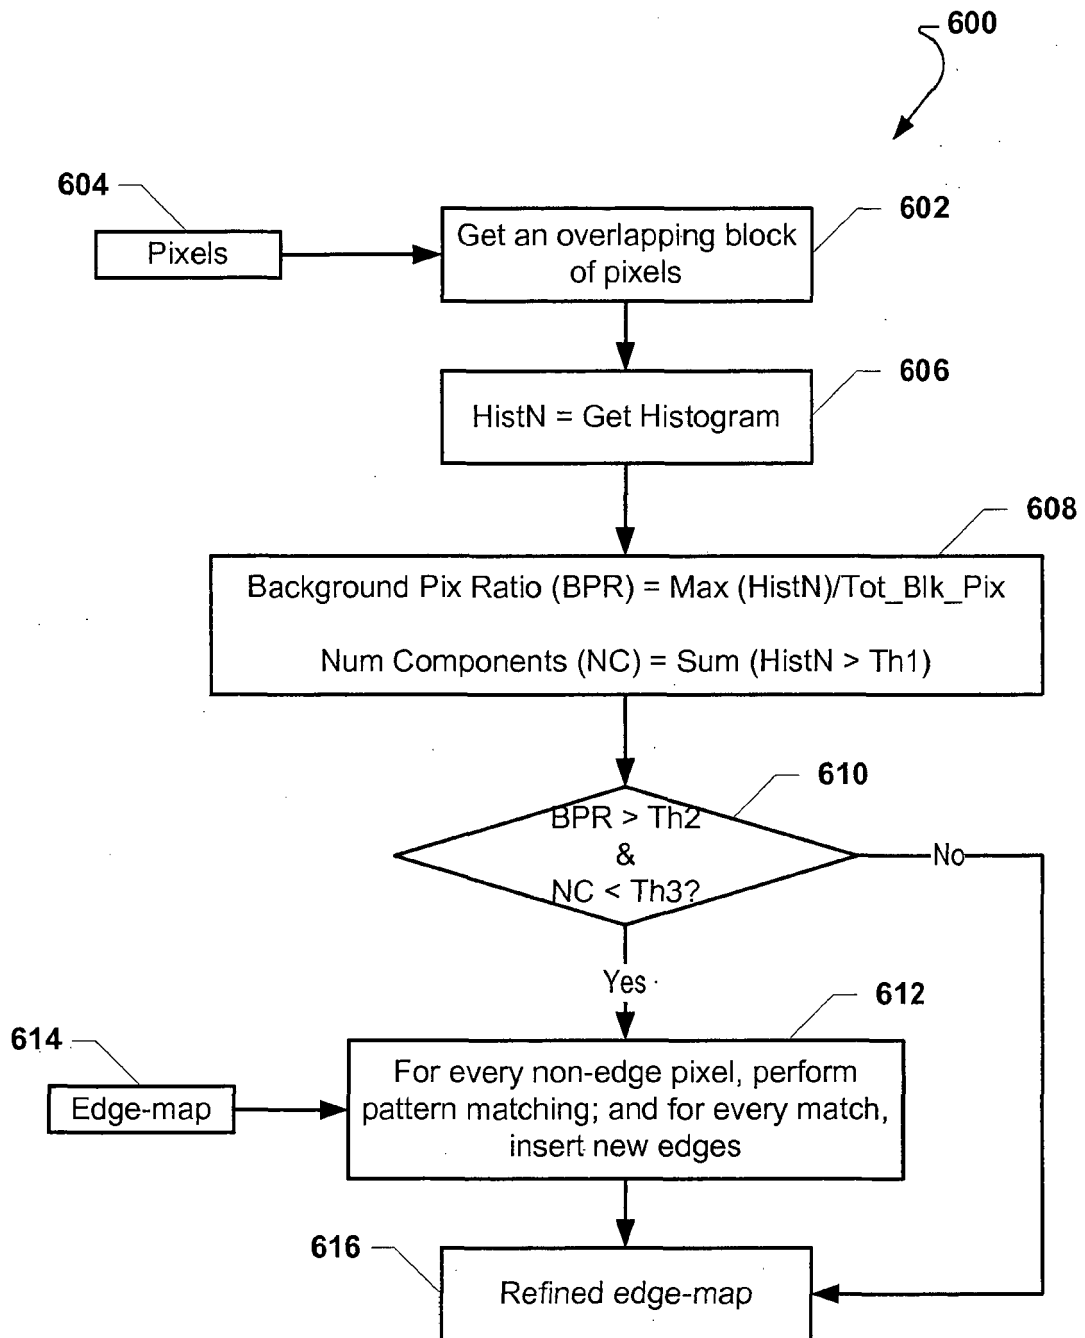 600
604
602
Pixels
Get an overlapping block
of pixels
606
HistN = Get Histogram
608
Background Pix Ratio (BPR) = Max (HistN)/Tot_Blk_Pix
Num Components (NC) = Sum (HistN > Th1)
610
BPR > Th2
&
NC < Th3?
No
Yes
612
614
Edge-map
For every non-edge pixel, perform
pattern matching; and for every match,
insert new edges
616
Refined edge-map